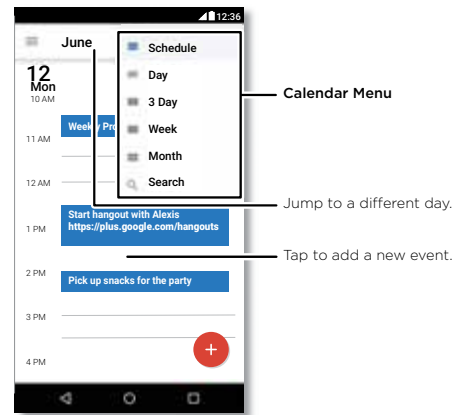 12:36
June
Schedule
12
Mon
Day
10 AM
3 Day
Calendar Menu
Weekly Pro
Week
11 AM
Month
12 AM
Search
Jump to a different day.
Start hangout with Alexis
https://plus.google.com/hangouts
1 PM
Tap to add a new event.
2 PM
Pick up snacks for the party
3 PM
4 PM